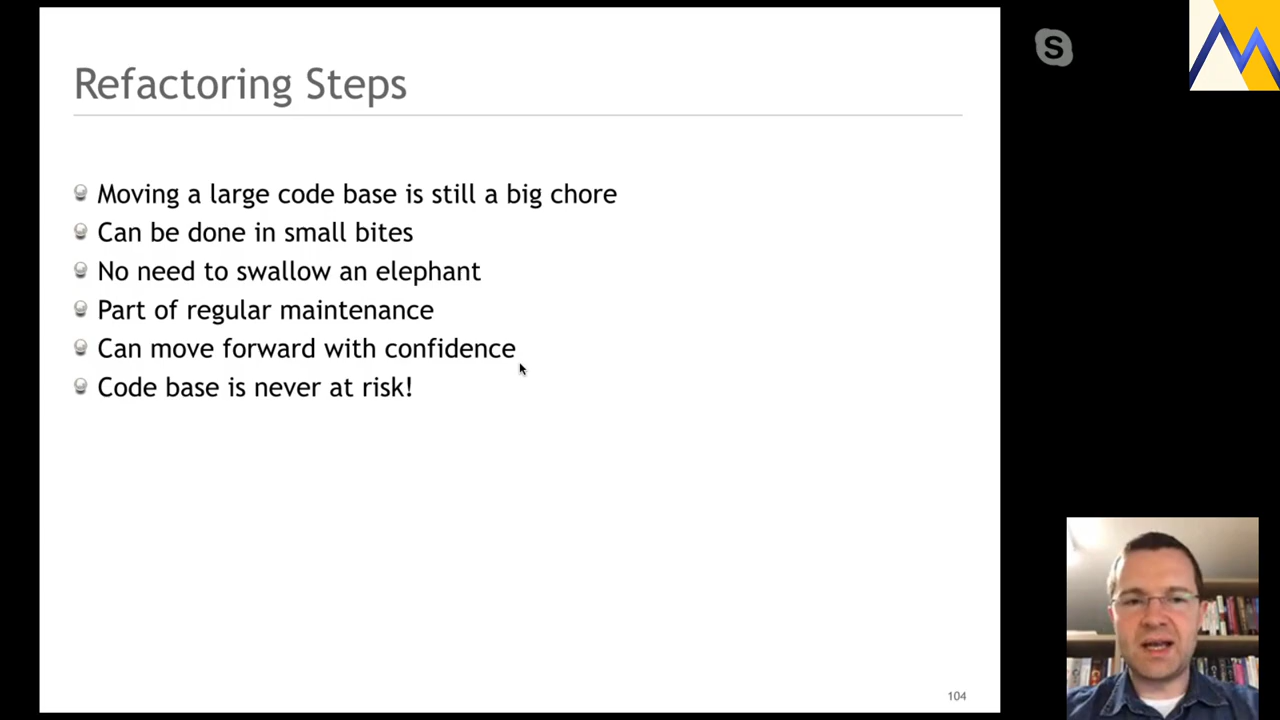 Refactoring Steps
Moving a large code base is still a big chore
Can be done in small bites
No need to swallow an elephant
Part of regular maintenance
Can move forward with confidence
Code base is never at risk!
104
S